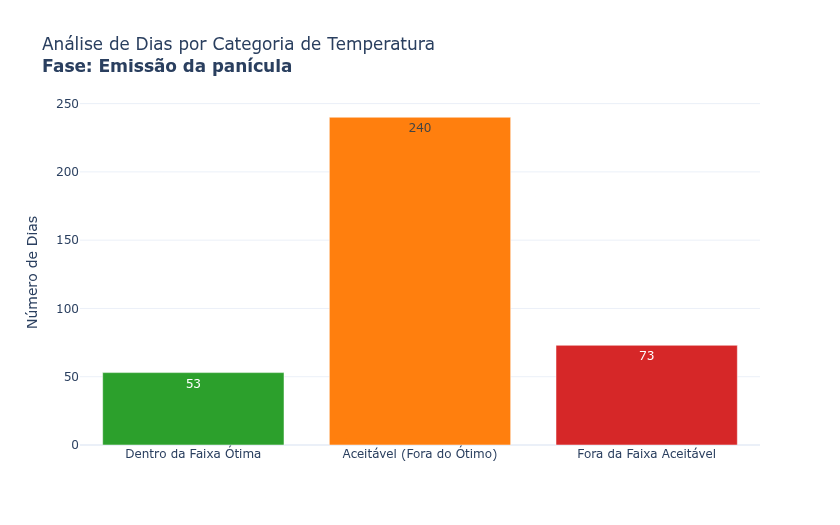 Análise de Dias por Categoria de Temperatura
Fase: Emissão da panícula
Número de Dias
250
200
150
100
50
0
53
240
73
Dentro da Faixa Ótima
Aceitável (Fora do Ótimo)
Fora da Faixa Aceitável